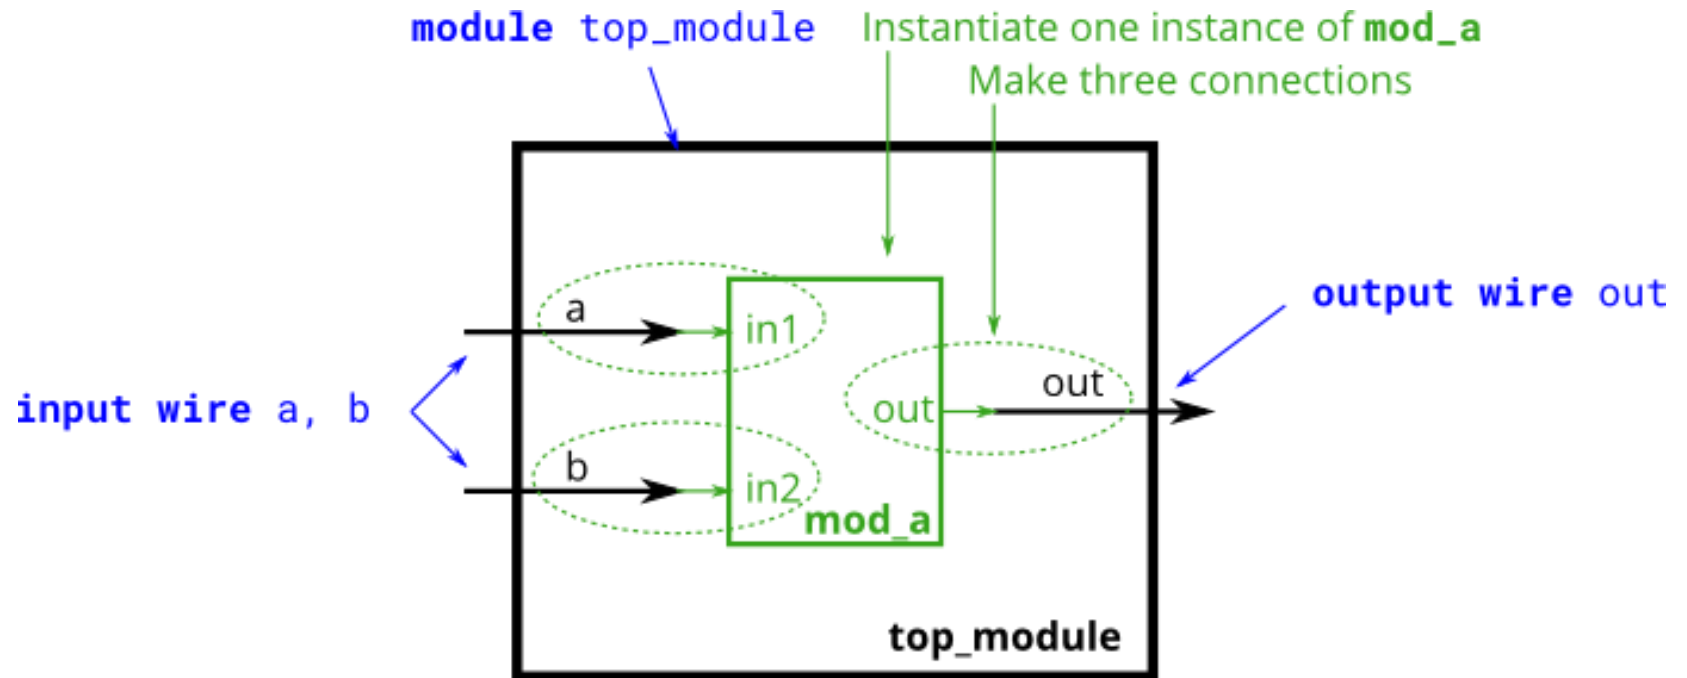 module top_module
Instantiate one instance of mod_a
Make three connections
output wire out
a
in1
out
out
input wire a, b
b
in2
mod_a
top_module